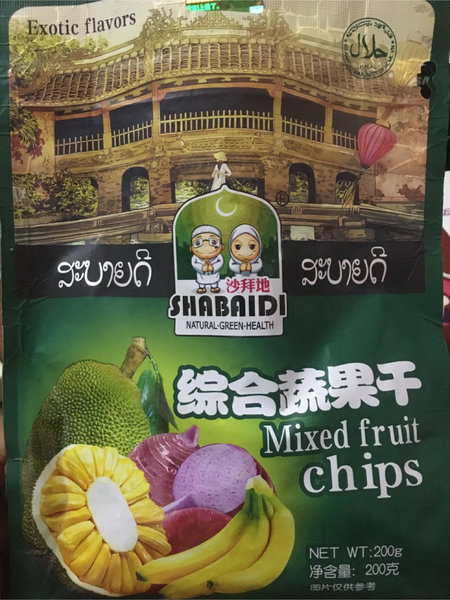 Exotic flavors
حلال
®
ສະບາຍດີ
ສະບາຍດີ
沙拜地
SHABAIDI
NATURAL·GREEN·HEALTH
综合蔬果干
Mixed fruit
chips
NET WT:200g
净含量: 200克
图片仅供参考